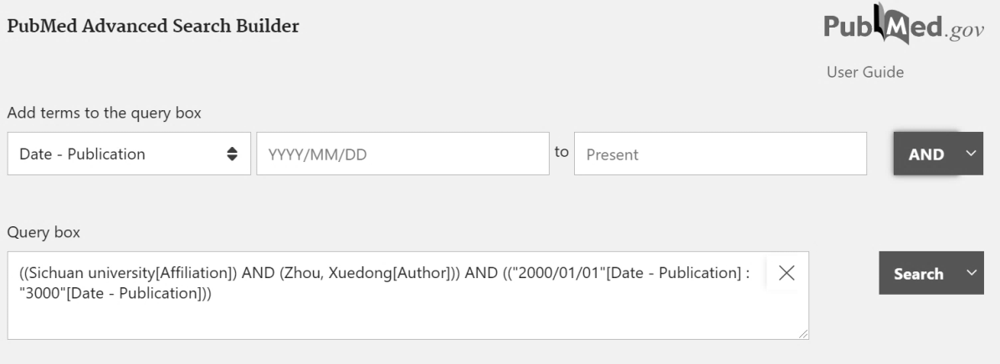 PubMed Advanced Search Builder
PubMed.gov
User Guide
Add terms to the query box
Date - Publication
YYYY/MM/DD
to
Present
AND
Query box
((Sichuan university[Affiliation]) AND (Zhou, Xuedong[Author])) AND (("2000/01/01"[Date - Publication] :
"3000"[Date - Publication]))
Search